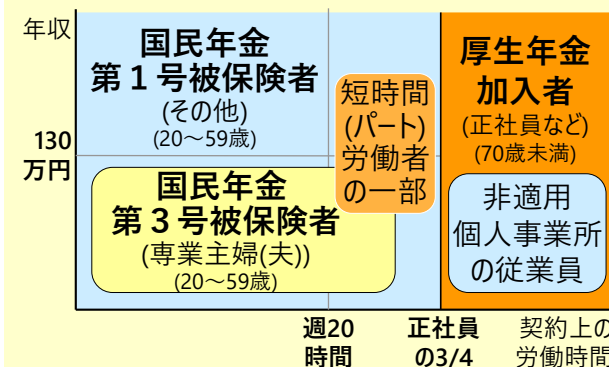 年収
130
万円
国民年金
第１号被保険者
(その他)
(20～59歳)
国民年金
第３号被保険者
(専業主婦(夫))
(20～59歳)
短時間
(パート)
労働者
の一部
厚生年金
加入者
(正社員など)
(70歳未満)
非適用
個人事業所
の従業員
週20
時間
正社員
の3/4
契約上の
労働時間